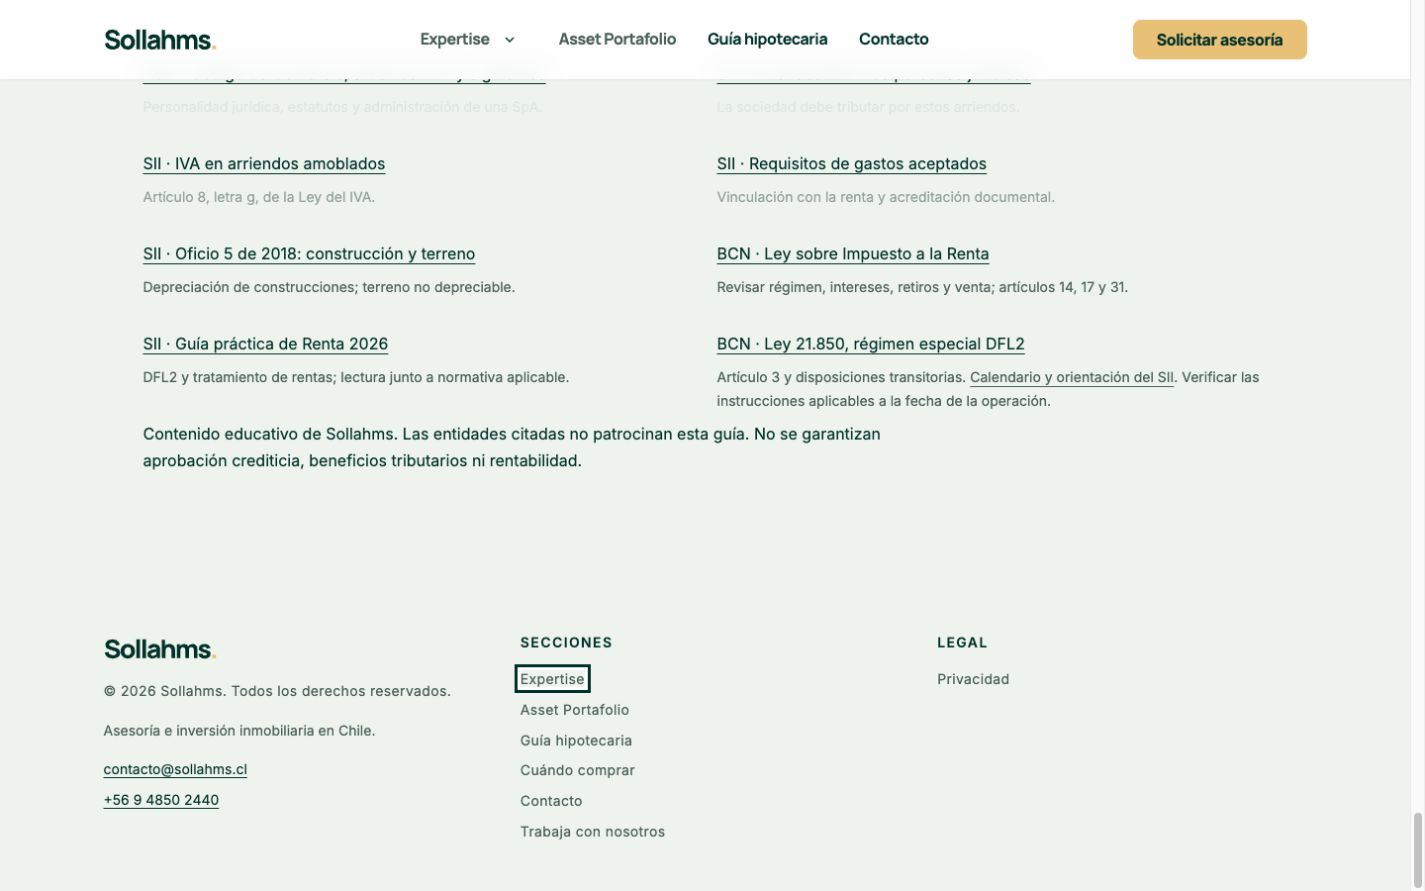 Sollahms.
Expertise
Asset Portafolio
Guía hipotecaria
Contacto
Solicitar asesoría
Personalidad jurídica, estatutos y administración de una SpA.
La sociedad debe tributar por estos arriendos.
SII · IVA en arriendos amoblados
Artículo 8, letra g, de la Ley del IVA.
SII · Requisitos de gastos aceptados
Vinculación con la renta y acreditación documental.
SII · Oficio 5 de 2018: construcción y terreno
Depreciación de construcciones; terreno no depreciable.
BCN · Ley sobre Impuesto a la Renta
Revisar régimen, intereses, retiros y venta; artículos 14, 17 y 31.
SII · Guía práctica de Renta 2026
DFL2 y tratamiento de rentas; lectura junto a normativa aplicable.
BCN · Ley 21.850, régimen especial DFL2
Artículo 3 y disposiciones transitorias. Calendario y orientación del SII. Verificar las
instrucciones aplicables a la fecha de la operación.
Contenido educativo de Sollahms. Las entidades citadas no patrocinan esta guía. No se garantizan
aprobación crediticia, beneficios tributarios ni rentabilidad.
Sollahms.
© 2026 Sollahms. Todos los derechos reservados.
Asesoría e inversión inmobiliaria en Chile.
contacto@sollahms.cl
+56 9 4850 2440
SECCIONES
Expertise
Asset Portafolio
Guía hipotecaria
Cuándo comprar
Contacto
Trabaja con nosotros
LEGAL
Privacidad